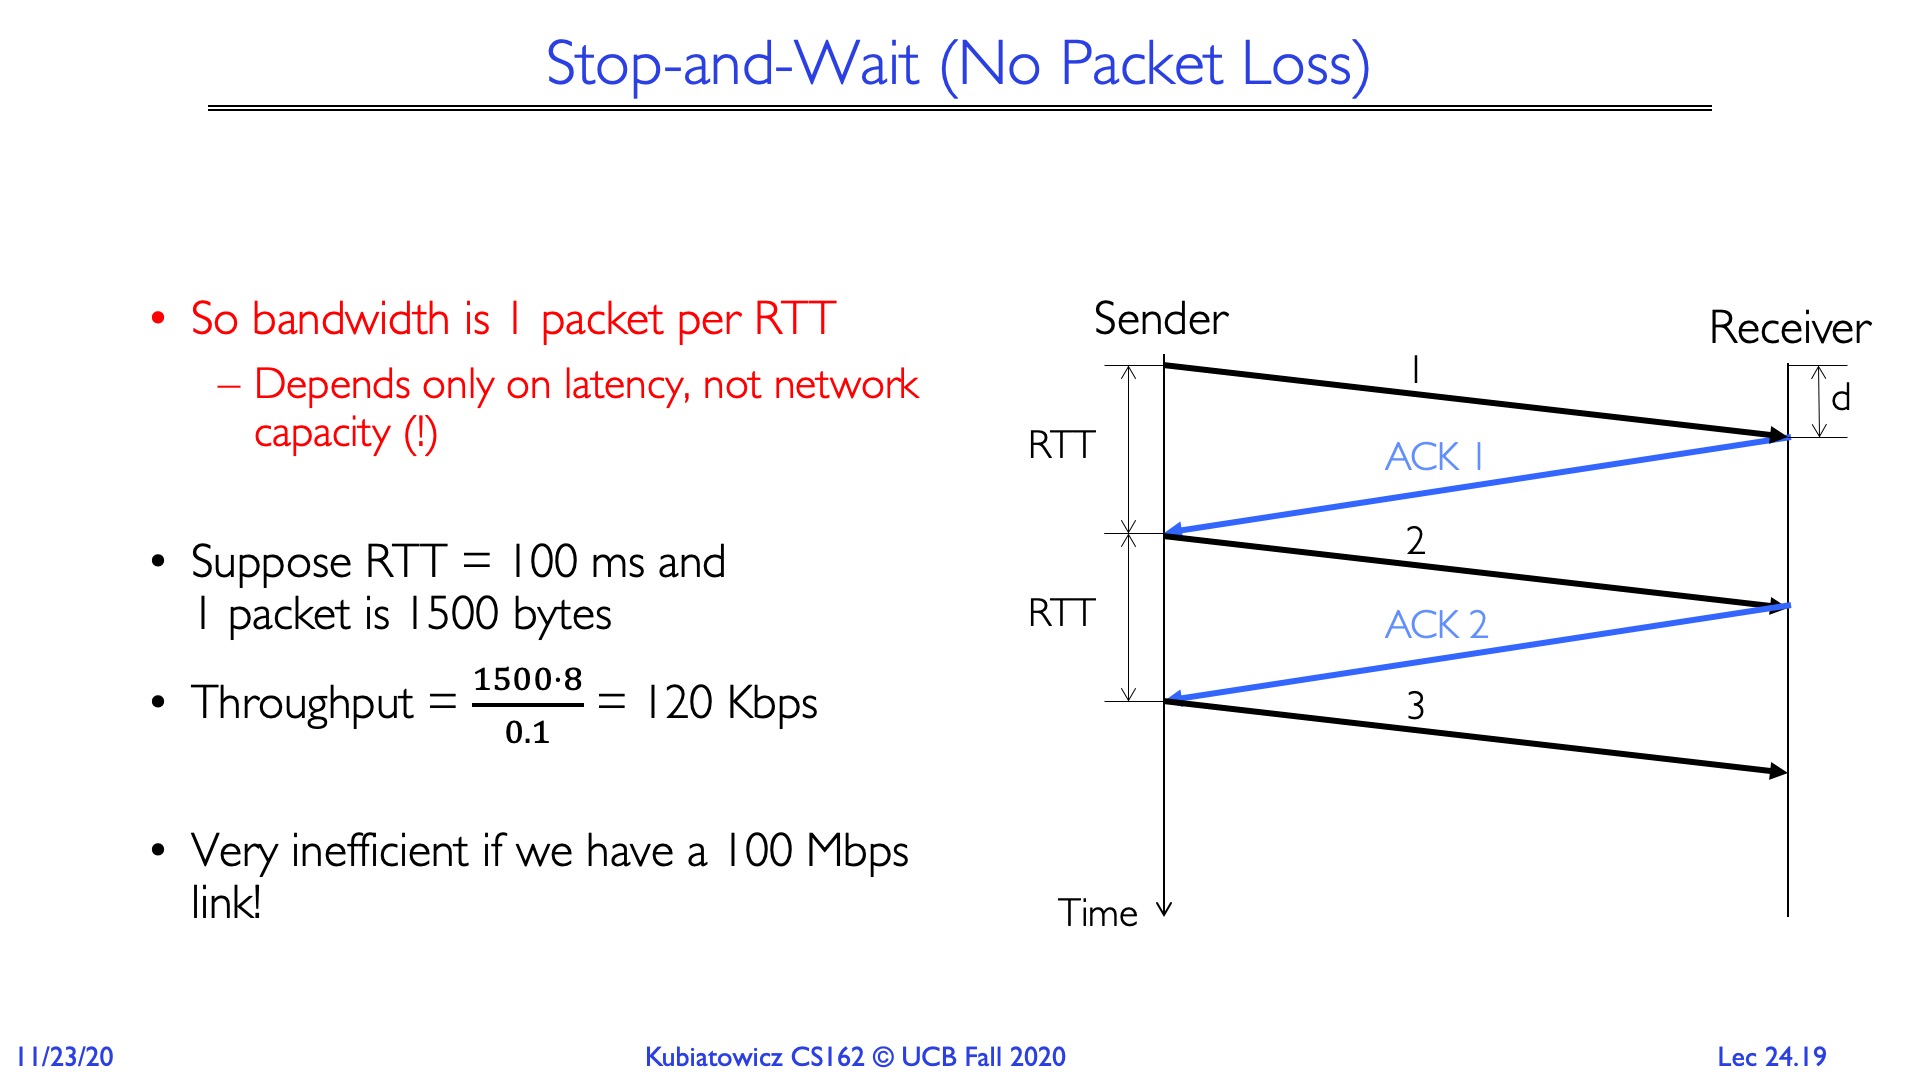 Stop-and-Wait (No Packet Loss)
• So bandwidth is 1 packet per RTT
– Depends only on latency, not network
capacity (!)
• Suppose RTT = 100 ms and
1 packet is 1500 bytes
• Throughput = 1500·8 / 0.1 = 120 Kbps
• Very inefficient if we have a 100 Mbps
link!
Sender
Receiver
1
d
RTT
ACK 1
2
RTT
ACK 2
3
Time
11/23/20
Kubiatowicz CS162 © UCB Fall 2020
Lec 24.19